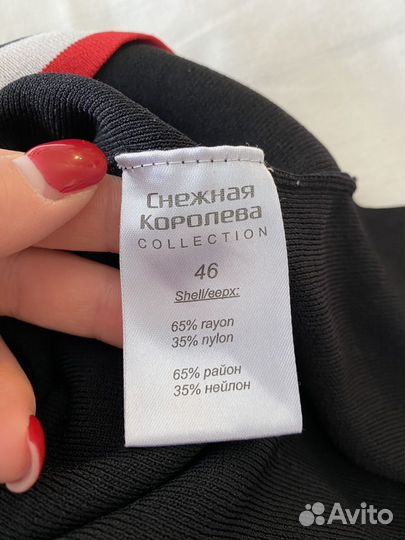 Снежная
Королева
COLLECTION
46
Shell/верх:
65% rayon
35% nylon
65% район
35% нейлон
Avito